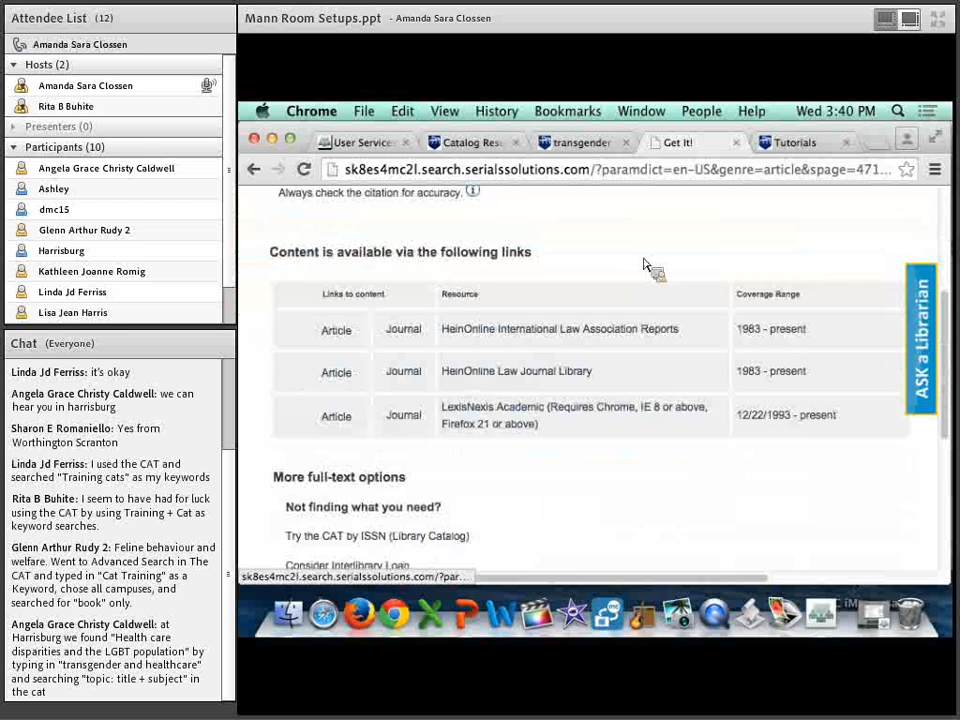 Attendee List (12)
Amanda Sara Clossen
Hosts (2)
Amanda Sara Clossen
Rita B Buhite
Presenters (0)
Participants (10)
Angela Grace Christy Caldwell
Ashley
dmc15
Glenn Arthur Rudy 2
Harrisburg
Kathleen Joanne Romig
Linda Jd Ferriss
Lisa Jean Harris
Chat (Everyone)
Linda Jd Ferriss: it's okay
Angela Grace Christy Caldwell: we can
hear you in harrisburg
Sharon E Romaniello: Yes from
Worthington Scranton
Linda Jd Ferriss: I used the CAT and
searched "Training cats" as my keywords
Rita B Buhite: I seem to have had for luck
using the CAT by using Training + Cat as
keyword searches.
Glenn Arthur Rudy 2: Feline behaviour and
welfare. Went to Advanced Search in The
CAT and typed in "Cat Training" as a
Keyword, chose all campuses, and
searched for "book" only.
Angela Grace Christy Caldwell: at
Harrisburg we found "Health care
disparities and the LGBT population" by
typing in "transgender and healthcare"
and searching "topic: title + subject" in
the cat
Mann Room Setups.ppt - Amanda Sara Clossen
Chrome File Edit View History Bookmarks Window People Help Wed 3:40 PM
User Service Catalog Res transgender Get It! Tutorials
sk8es4mc2l.search.serialssolutions.com/?paramdict=en-US&genre=article&spage=471...
Always check the citation for accuracy.
Content is available via the following links
Links to content Resource Coverage Range
Article Journal HeinOnline International Law Association Reports 1983 - present
Article Journal HeinOnline Law Journal Library 1983 - present
Article Journal LexisNexis Academic (Requires Chrome, IE 8 or above, 12/22/1993 - present
Firefox 21 or above)
ASK a Librarian
More full-text options
Not finding what you need?
Try the CAT by ISSN (Library Catalog)
Consider Interlibrary Loan
sk8es4mc2l.search.serialssolutions.com/?par...